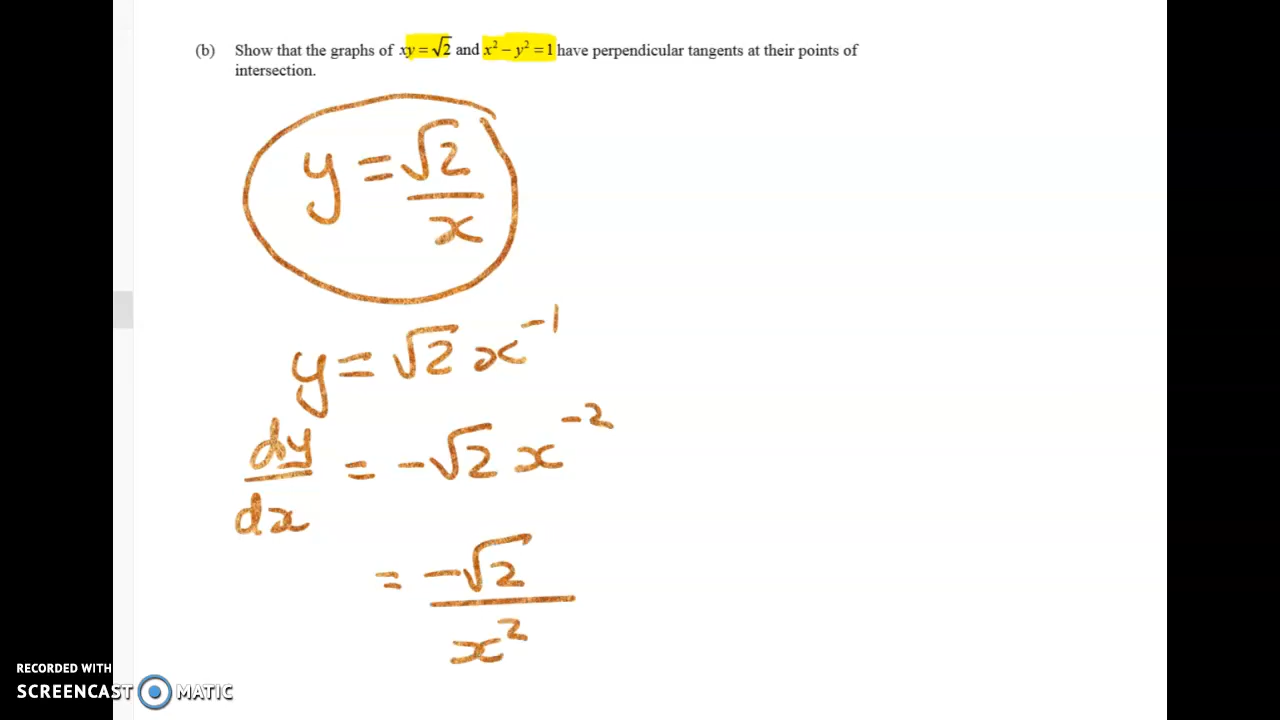 (b) Show that the graphs of xy = √2 and x² − y² = 1 have perpendicular tangents at their points of
intersection.
y = √2/x
y = √2 x⁻¹
dy/dx = −√2 x⁻²
= −√2/x²
RECORDED WITH
SCREENCAST MATIC